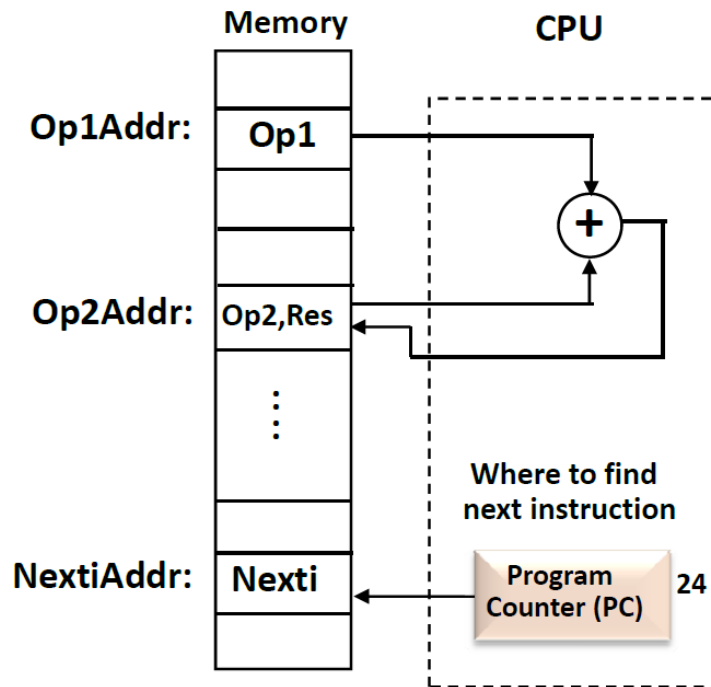 Memory
CPU
Op1Addr:
Op1
+
Op2Addr:
Op2,Res
Where to find
next instruction
NextiAddr:
Nexti
Program
Counter (PC)
24